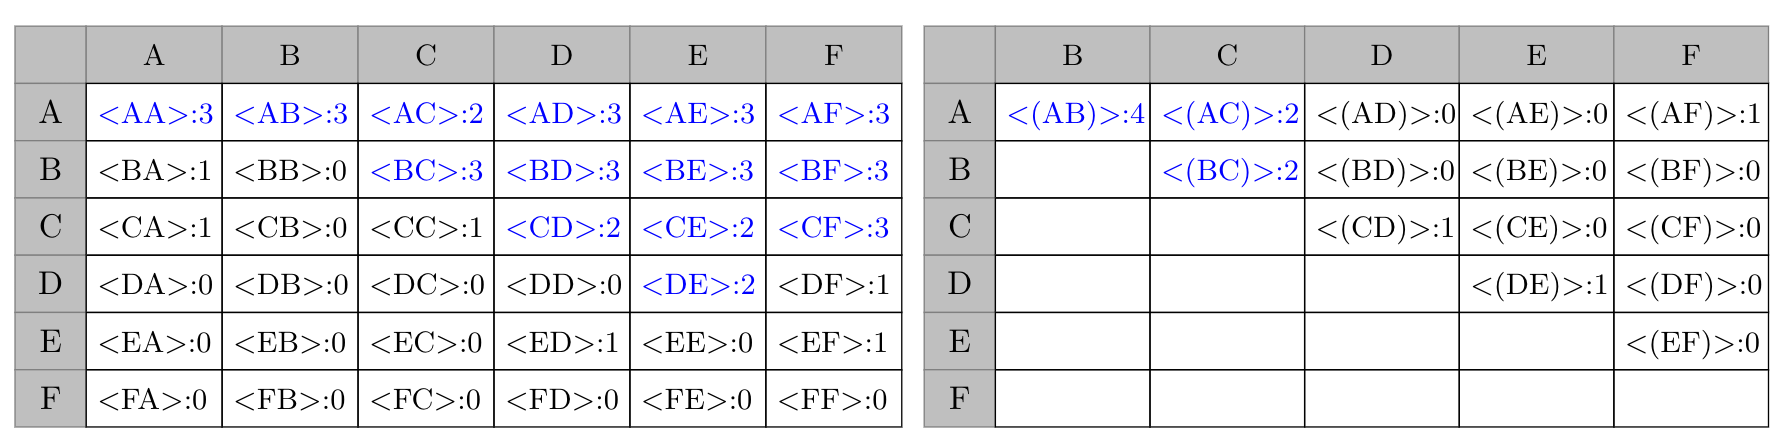 A B C D E F
A <AA>:3 <AB>:3 <AC>:2 <AD>:3 <AE>:3 <AF>:3
B <BA>:1 <BB>:0 <BC>:3 <BD>:3 <BE>:3 <BF>:3
C <CA>:1 <CB>:0 <CC>:1 <CD>:2 <CE>:2 <CF>:3
D <DA>:0 <DB>:0 <DC>:0 <DD>:0 <DE>:2 <DF>:1
E <EA>:0 <EB>:0 <EC>:0 <ED>:1 <EE>:0 <EF>:1
F <FA>:0 <FB>:0 <FC>:0 <FD>:0 <FE>:0 <FF>:0
B C D E F
A <(AB)>:4 <(AC)>:2 <(AD)>:0 <(AE)>:0 <(AF)>:1
B <(BC)>:2 <(BD)>:0 <(BE)>:0 <(BF)>:0
C <(CD)>:1 <(CE)>:0 <(CF)>:0
D <(DE)>:1 <(DF)>:0
E <(EF)>:0
F